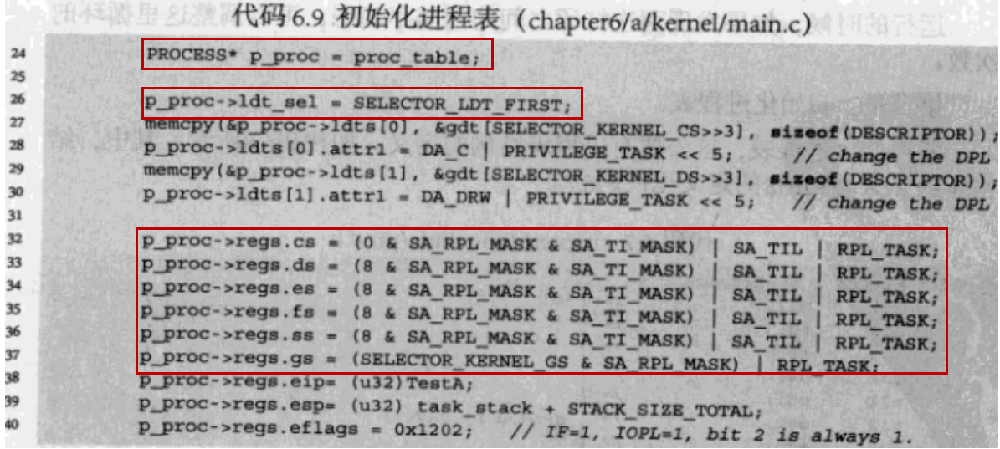 代码 6.9 初始化进程表 (chapter6/a/kernel/main.c)
24 PROCESS* p_proc = proc_table;
25
26 p_proc->ldt_sel = SELECTOR_LDT_FIRST;
27 memcpy(&p_proc->ldts[0], &gdt[SELECTOR_KERNEL_CS>>3], sizeof(DESCRIPTOR));
28 p_proc->ldts[0].attr1 = DA_C | PRIVILEGE_TASK << 5; // change the DPL
29 memcpy(&p_proc->ldts[1], &gdt[SELECTOR_KERNEL_DS>>3], sizeof(DESCRIPTOR));
30 p_proc->ldts[1].attr1 = DA_DRW | PRIVILEGE_TASK << 5; // change the DPL
31
32 p_proc->regs.cs = (0 & SA_RPL_MASK & SA_TI_MASK) | SA_TIL | RPL_TASK;
33 p_proc->regs.ds = (8 & SA_RPL_MASK & SA_TI_MASK) | SA_TIL | RPL_TASK;
34 p_proc->regs.es = (8 & SA_RPL_MASK & SA_TI_MASK) | SA_TIL | RPL_TASK;
35 p_proc->regs.fs = (8 & SA_RPL_MASK & SA_TI_MASK) | SA_TIL | RPL_TASK;
36 p_proc->regs.ss = (8 & SA_RPL_MASK & SA_TI_MASK) | SA_TIL | RPL_TASK;
37 p_proc->regs.gs = (SELECTOR_KERNEL_GS & SA_RPL_MASK) | RPL_TASK;
38 p_proc->regs.eip= (u32)TestA;
39 p_proc->regs.esp= (u32) task_stack + STACK_SIZE_TOTAL;
40 p_proc->regs.eflags = 0x1202; // IF=1, IOPL=1, bit 2 is always 1.